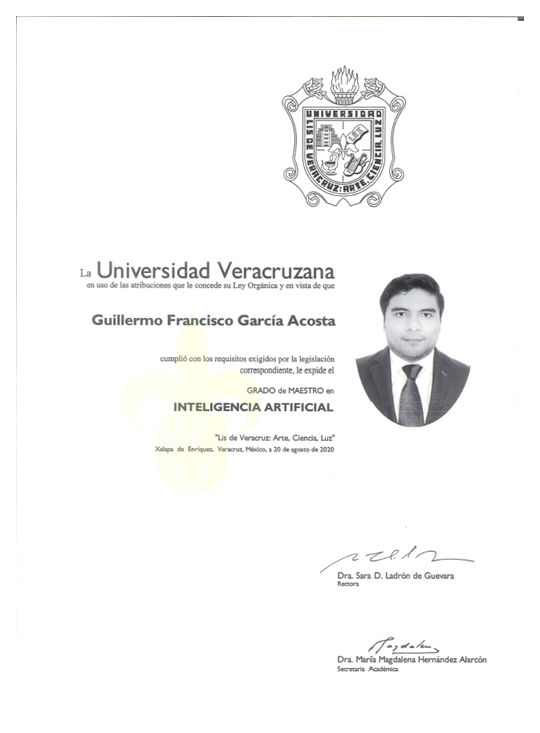 UNIVERSIDAD
LIS DE VERACRUZ: ARTE, CIENCIA, LUZ
La Universidad Veracruzana
en uso de las atribuciones que le concede su Ley Orgánica y en vista de que
Guillermo Francisco García Acosta
cumplió con los requisitos exigidos por la legislación
correspondiente, le expide el
GRADO de MAESTRO en
INTELIGENCIA ARTIFICIAL
"Lis de Veracruz: Arte, Ciencia, Luz"
Xalapa de Enríquez, Veracruz, México, a 20 de agosto de 2020
Dra. Sara D. Ladrón de Guevara
Rectora
Magdalena
Dra. María Magdalena Hernández Alarcón
Secretaria Académica